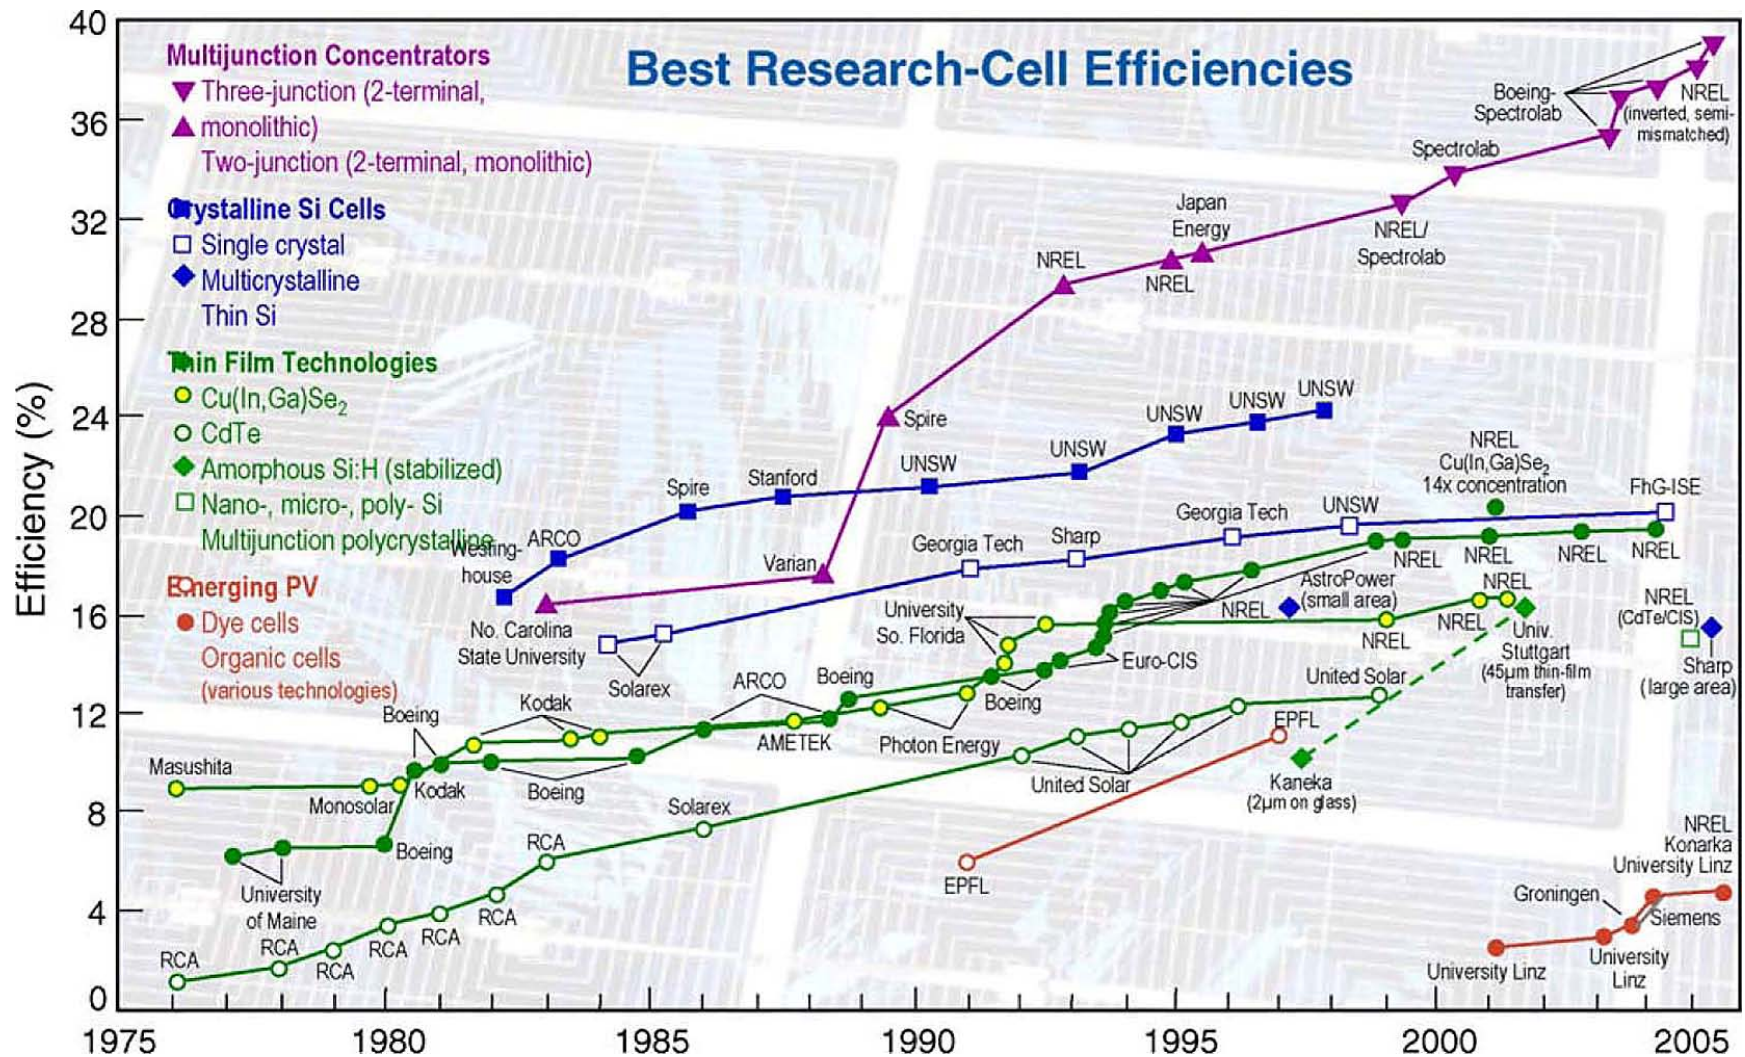 Best Research-Cell Efficiencies
Efficiency (%)
40
36
32
28
24
20
16
12
8
4
0
1975
1980
1985
1990
1995
2000
2005
Multijunction Concentrators
Three-junction (2-terminal,
monolithic)
Two-junction (2-terminal, monolithic)
Crystalline Si Cells
Single crystal
Multicrystalline
Thin Si
Thin Film Technologies
Cu(In,Ga)Se2
CdTe
Amorphous Si:H (stabilized)
Nano-, micro-, poly- Si
Multijunction polycrystalline
Emerging PV
Dye cells
Organic cells
(various technologies)
Boeing-
Spectrolab
NREL
(inverted, semi-
mismatched)
Spectrolab
NREL/
Spectrolab
Japan
Energy
NREL
NREL
Spire
Varian
No. Carolina
State University
Westing-
house
ARCO
Spire
Stanford
UNSW
UNSW
UNSW
UNSW
UNSW
Solarex
Georgia Tech
Sharp
Georgia Tech
UNSW
FhG-ISE
NREL
Cu(In,Ga)Se2
14x concentration
NREL
NREL
NREL
NREL
NREL
AstroPower
(small area)
NREL
NREL
NREL
NREL
(CdTe/CIS)
Sharp
(large area)
Univ.
Stuttgart
(45µm thin-film
transfer)
University
So. Florida
Euro-CIS
Boeing
Photon Energy
AMETEK
Boeing
ARCO
Kodak
Boeing
Masushita
Monosolar
Kodak
Boeing
Boeing
University
of Maine
RCA
RCA
RCA
RCA
RCA
RCA
RCA
Solarex
United Solar
United Solar
EPFL
EPFL
Kaneka
(2µm on glass)
NREL
Konarka
University Linz
Groningen
Siemens
University
Linz
University Linz